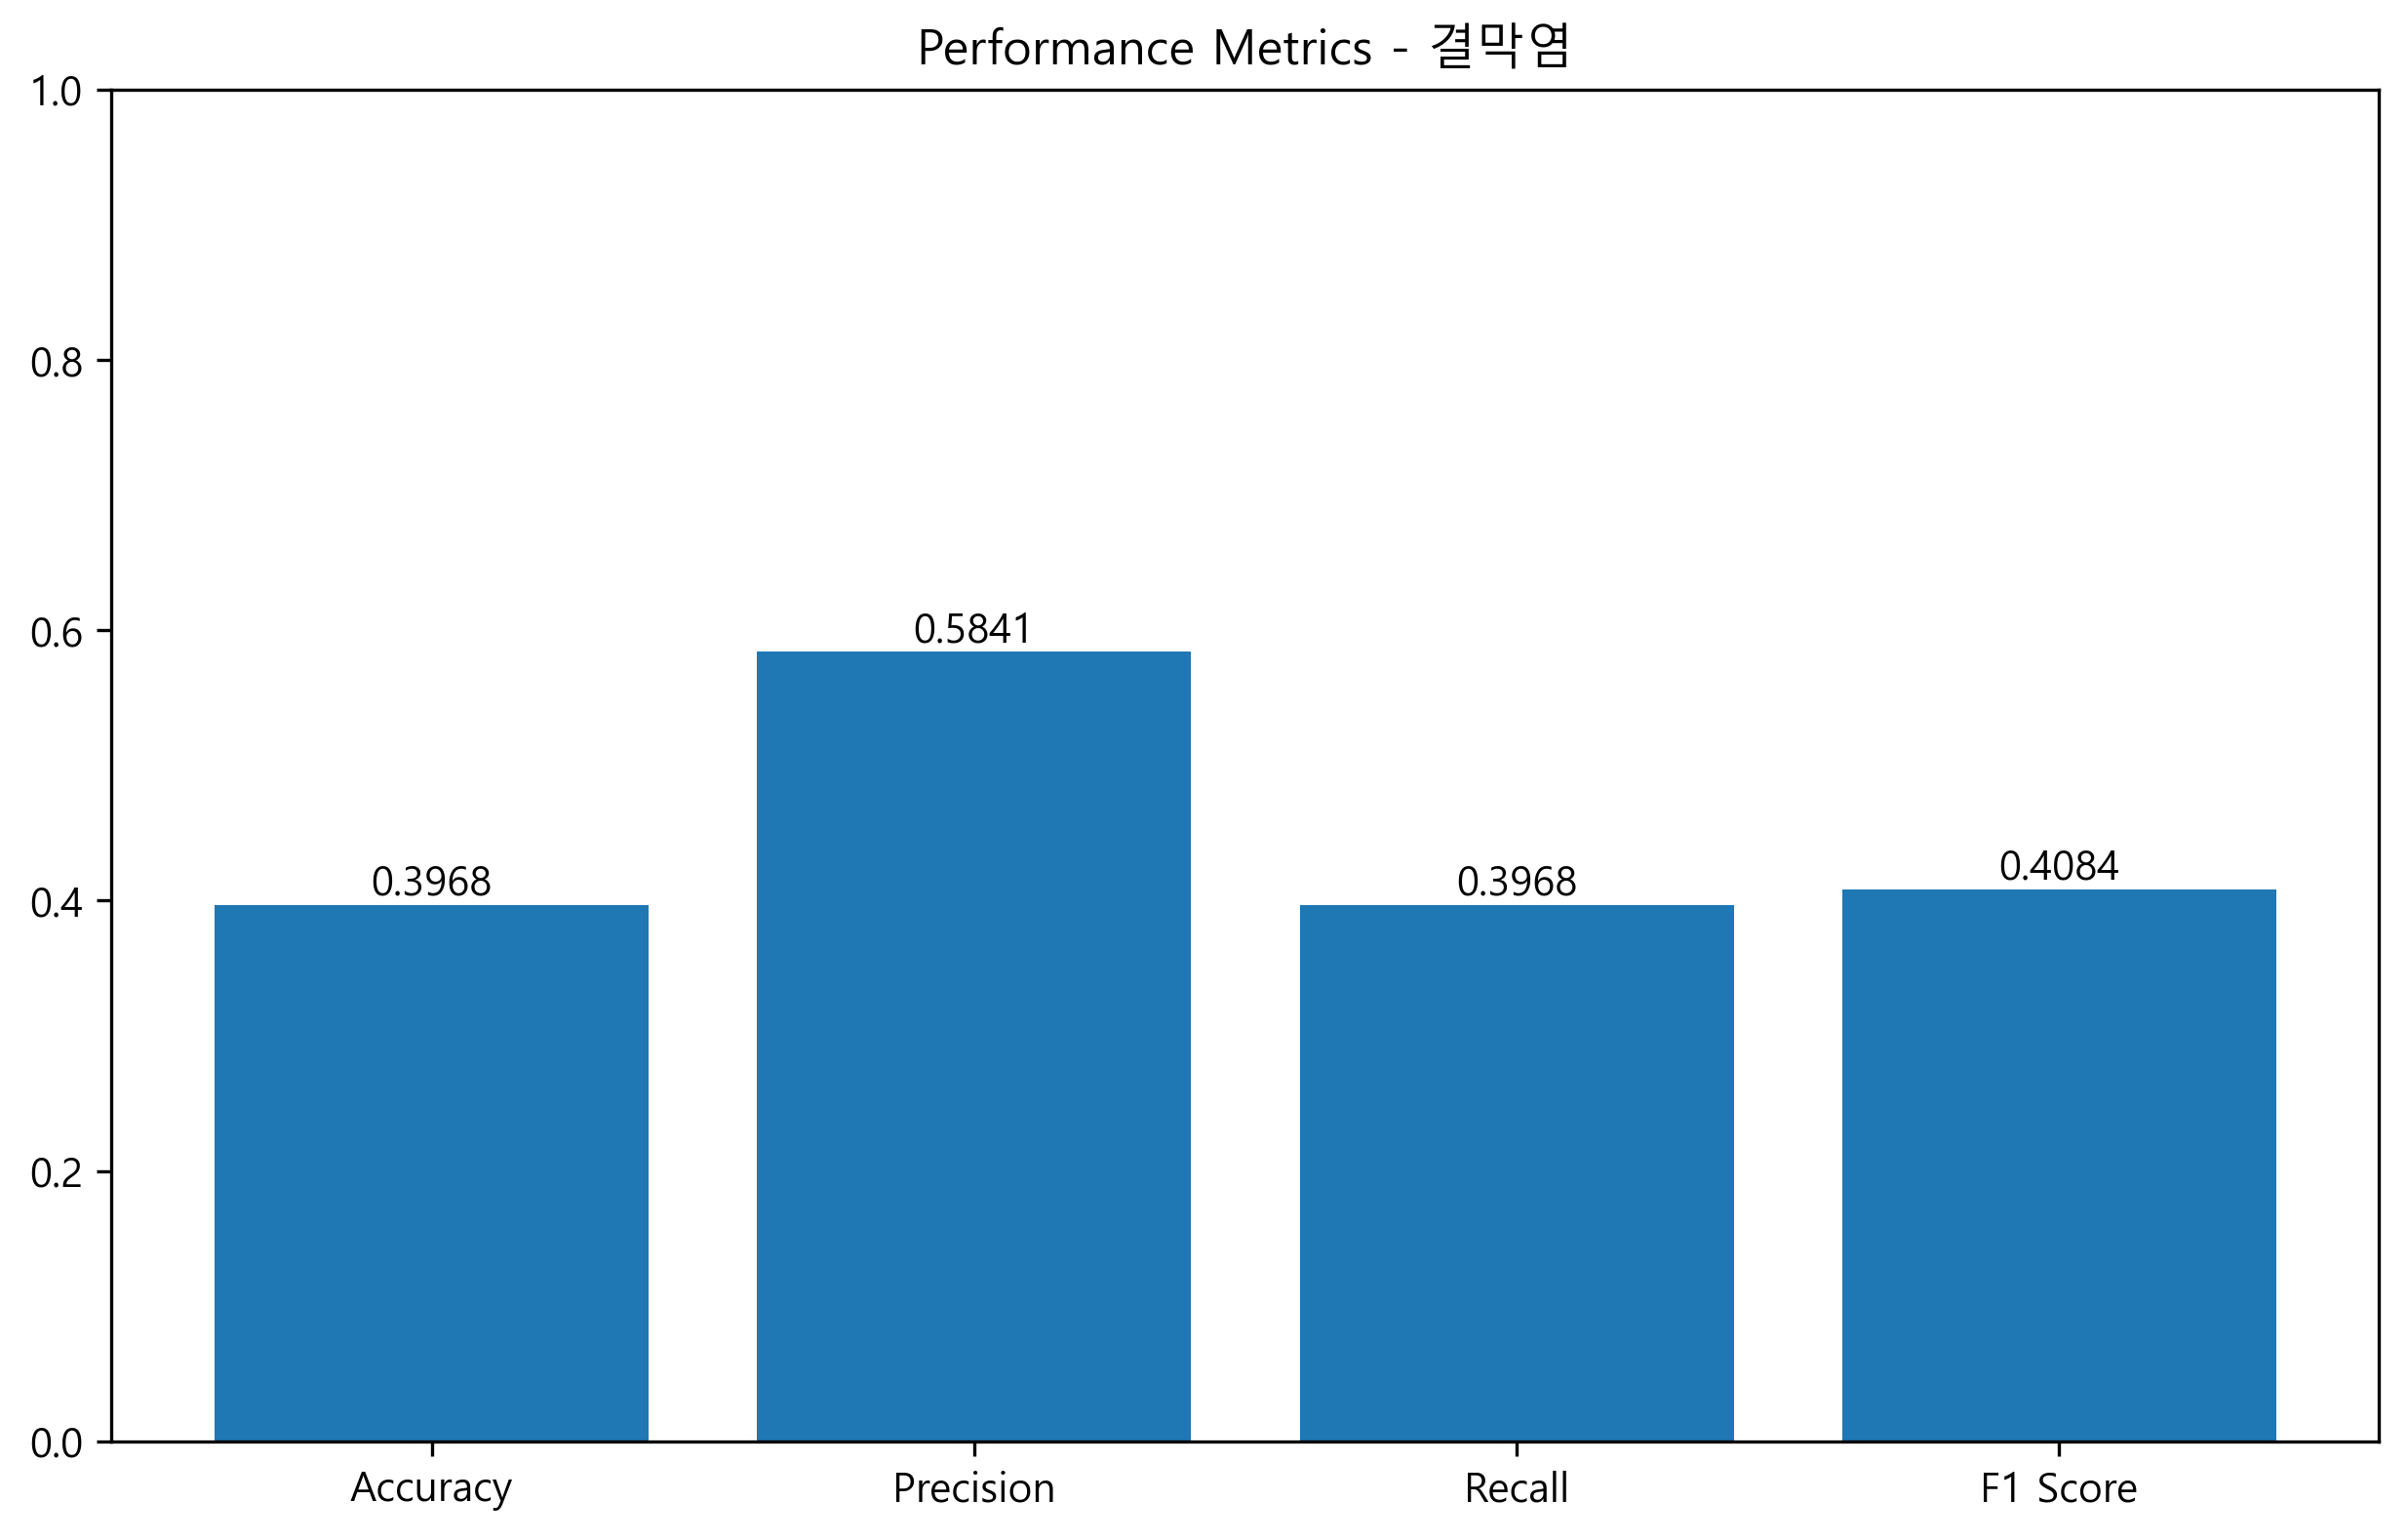 Performance Metrics - 결막염
1.0
0.8
0.6
0.4
0.2
0.0
0.3968
0.5841
0.3968
0.4084
Accuracy
Precision
Recall
F1 Score